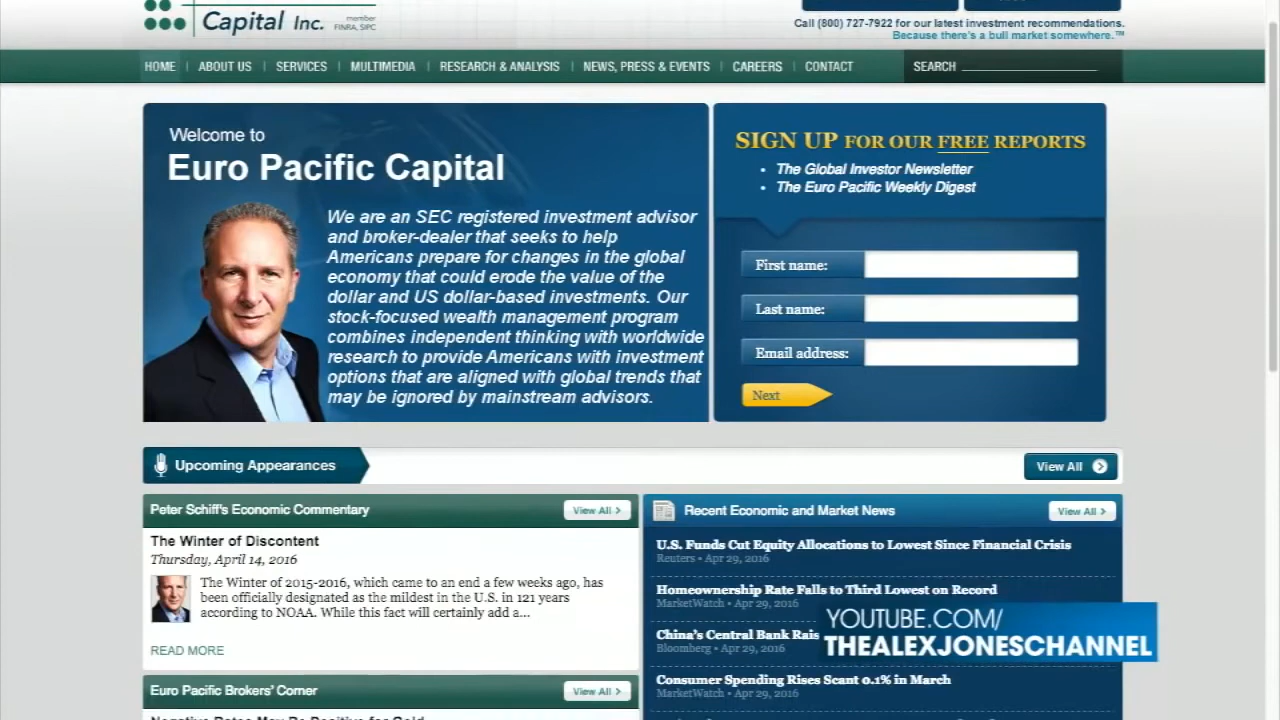 Capital Inc.
member
FINRA, SIPC
Call (800) 727-7922 for our latest investment recommendations.
Because there's a bull market somewhere.™
HOME
ABOUT US
SERVICES
MULTIMEDIA
RESEARCH & ANALYSIS
NEWS, PRESS & EVENTS
CAREERS
CONTACT
SEARCH
Welcome to
Euro Pacific Capital
We are an SEC registered investment advisor
and broker-dealer that seeks to help
Americans prepare for changes in the global
economy that could erode the value of the
dollar and US dollar-based investments. Our
stock-focused wealth management program
combines independent thinking with worldwide
research to provide Americans with investment
options that are aligned with global trends that
may be ignored by mainstream advisors.
SIGN UP FOR OUR FREE REPORTS
• The Global Investor Newsletter
• The Euro Pacific Weekly Digest
First name:
Last name:
Email address:
Next
Upcoming Appearances
View All
Peter Schiff's Economic Commentary
View All >
The Winter of Discontent
Thursday, April 14, 2016
The Winter of 2015-2016, which came to an end a few weeks ago, has
been officially designated as the mildest in the U.S. in 121 years
according to NOAA. While this fact will certainly add a...
READ MORE
Euro Pacific Brokers' Corner
View All >
Negative Rates May Be Positive for Gold
Recent Economic and Market News
View All >
U.S. Funds Cut Equity Allocations to Lowest Since Financial Crisis
Reuters • Apr 29, 2016
Homeownership Rate Falls to Third Lowest on Record
MarketWatch • Apr 29, 2016
China's Central Bank Rais
Bloomberg • Apr 29, 2016
Consumer Spending Rises Scant 0.1% in March
MarketWatch • Apr 29, 2016
YOUTUBE.COM/
THEALEXJONESCHANNEL